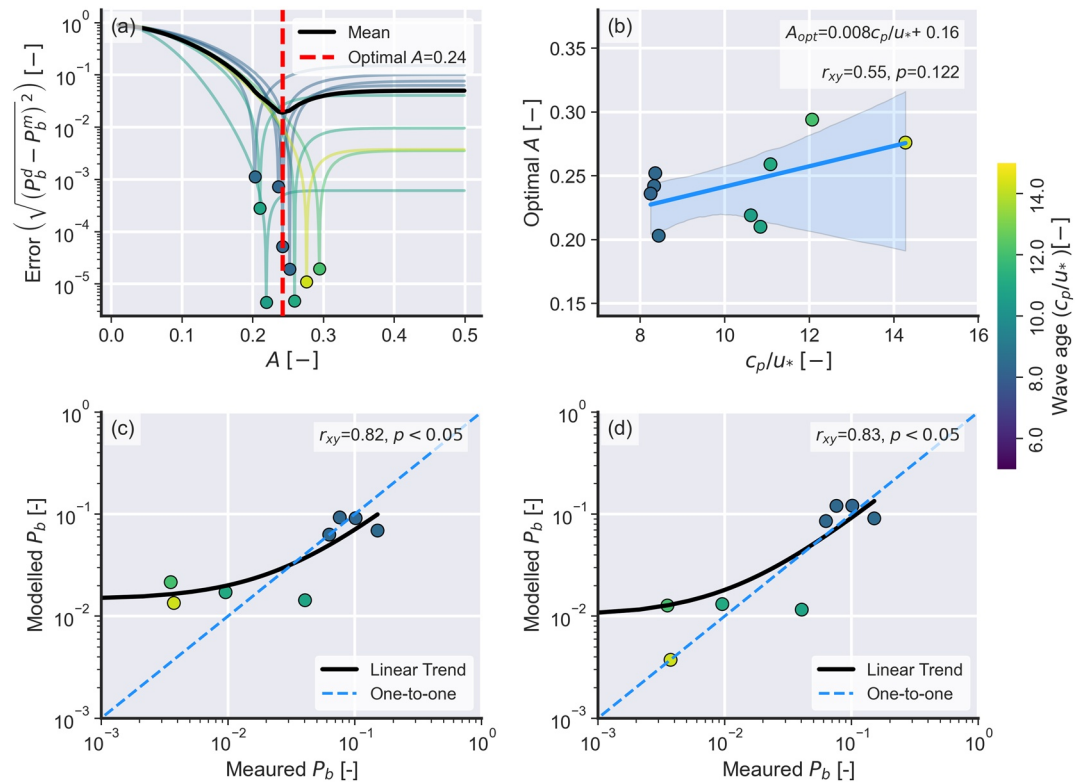 (a)
Mean
Optimal A=0.24
Error (√(P_b^d − P_b^m)^2) [−]
10^0
10^−1
10^−2
10^−3
10^−4
10^−5
0.0 0.1 0.2 0.3 0.4 0.5
A [−]
(b)
A_opt=0.008c_p/u_*+ 0.16
r_xy=0.55, p=0.122
Optimal A [−]
0.35
0.30
0.25
0.20
0.15
8 10 12 14 16
c_p/u_* [−]
Wave age (c_p/u_*)[−]
14.0
12.0
10.0
8.0
6.0
(c)
r_xy=0.82, p < 0.05
Modelled P_b [-]
10^0
10^−1
10^−2
10^−3
Linear Trend
One-to-one
10^−3 10^−2 10^−1 10^0
Meaured P_b [-]
(d)
r_xy=0.83, p < 0.05
Modelled P_b [-]
10^0
10^−1
10^−2
10^−3
Linear Trend
One-to-one
10^−3 10^−2 10^−1 10^0
Meaured P_b [-]